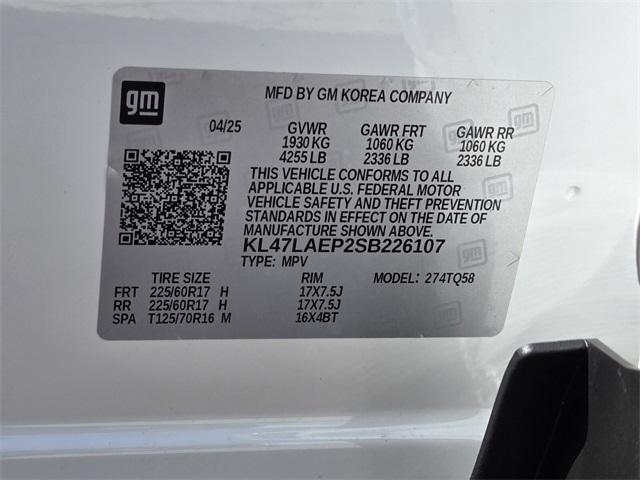 gm
MFD BY GM KOREA COMPANY
04/25 GVWR GAWR FRT GAWR RR
1930 KG 1060 KG 1060 KG
4255 LB 2336 LB 2336 LB
THIS VEHICLE CONFORMS TO ALL
APPLICABLE U.S. FEDERAL MOTOR
VEHICLE SAFETY AND THEFT PREVENTION
STANDARDS IN EFFECT ON THE DATE OF
MANUFACTURE SHOWN ABOVE.
KL47LAEP2SB226107
TYPE: MPV
TIRE SIZE RIM MODEL: 274TQ58
FRT 225/60R17 H 17X7.5J
RR 225/60R17 H 17X7.5J
SPA T125/70R16 M 16X4BT